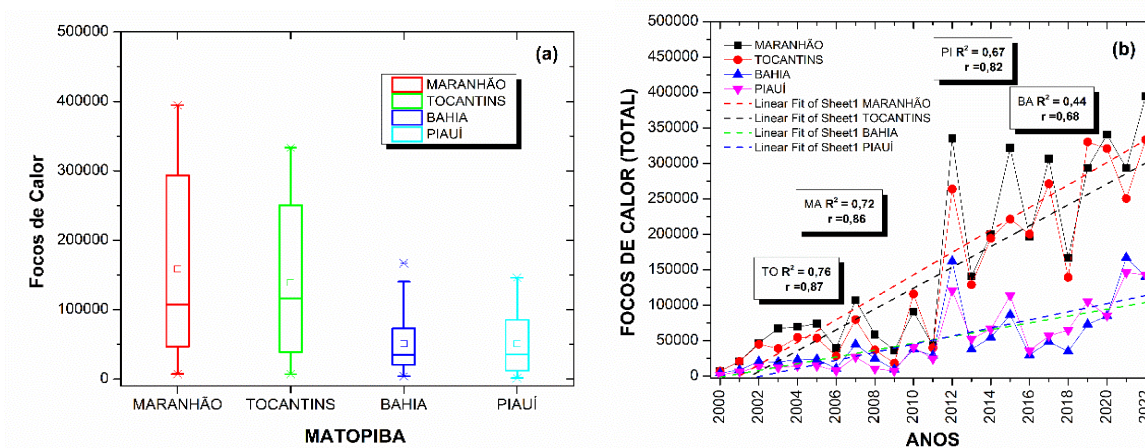 (a)
Focos de Calor
500000
400000
300000
200000
100000
0
MARANHÃO
TOCANTINS
BAHIA
PIAUÍ
MARANHÃO TOCANTINS BAHIA PIAUÍ
MATOPIBA
(b)
FOCOS DE CALOR (TOTAL)
500000
450000
400000
350000
300000
250000
200000
150000
100000
50000
0
MARANHÃO
TOCANTINS
BAHIA
PIAUÍ
Linear Fit of Sheet1 MARANHÃO
Linear Fit of Sheet1 TOCANTINS
Linear Fit of Sheet1 BAHIA
Linear Fit of Sheet1 PIAUÍ
PI R² = 0,67
r =0,82
BA R² = 0,44
r =0,68
MA R² = 0,72
r =0,86
TO R² = 0,76
r =0,87
2000 2002 2004 2006 2008 2010 2012 2014 2016 2018 2020 2022
ANOS